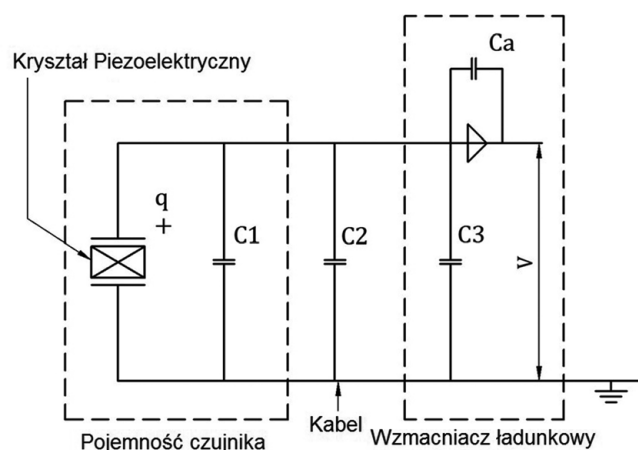 Kryształ Piezoelektryczny
Ca
q
+
C1
C2
C3
V
Kabel
Pojemność czujnika
Wzmacniacz ładunkowy